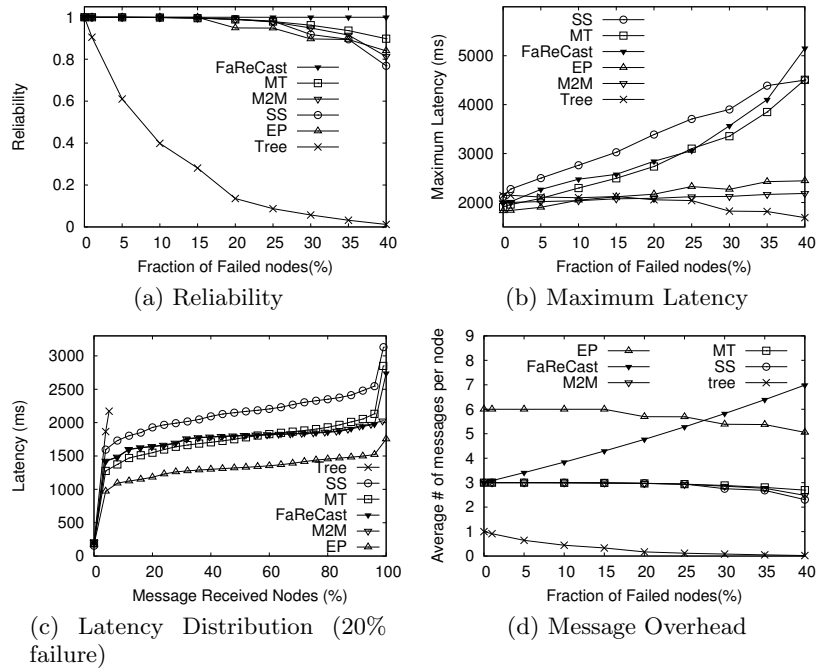 1
0.8
0.6
0.4
0.2
0
Reliability
FaReCast
MT
M2M
SS
EP
Tree
0 5 10 15 20 25 30 35 40
Fraction of Failed nodes(%)
(a) Reliability
5000
4000
3000
2000
Maximum Latency (ms)
SS
MT
FaReCast
EP
M2M
Tree
0 5 10 15 20 25 30 35 40
Fraction of Failed nodes(%)
(b) Maximum Latency
3000
2500
2000
1500
1000
500
0
Latency (ms)
Tree
SS
MT
FaReCast
M2M
EP
0 20 40 60 80 100
Message Received Nodes (%)
(c) Latency Distribution (20%
failure)
9
8
7
6
5
4
3
2
1
0
Average # of messages per node
EP
FaReCast
M2M
MT
SS
tree
0 5 10 15 20 25 30 35 40
Fraction of Failed nodes(%)
(d) Message Overhead